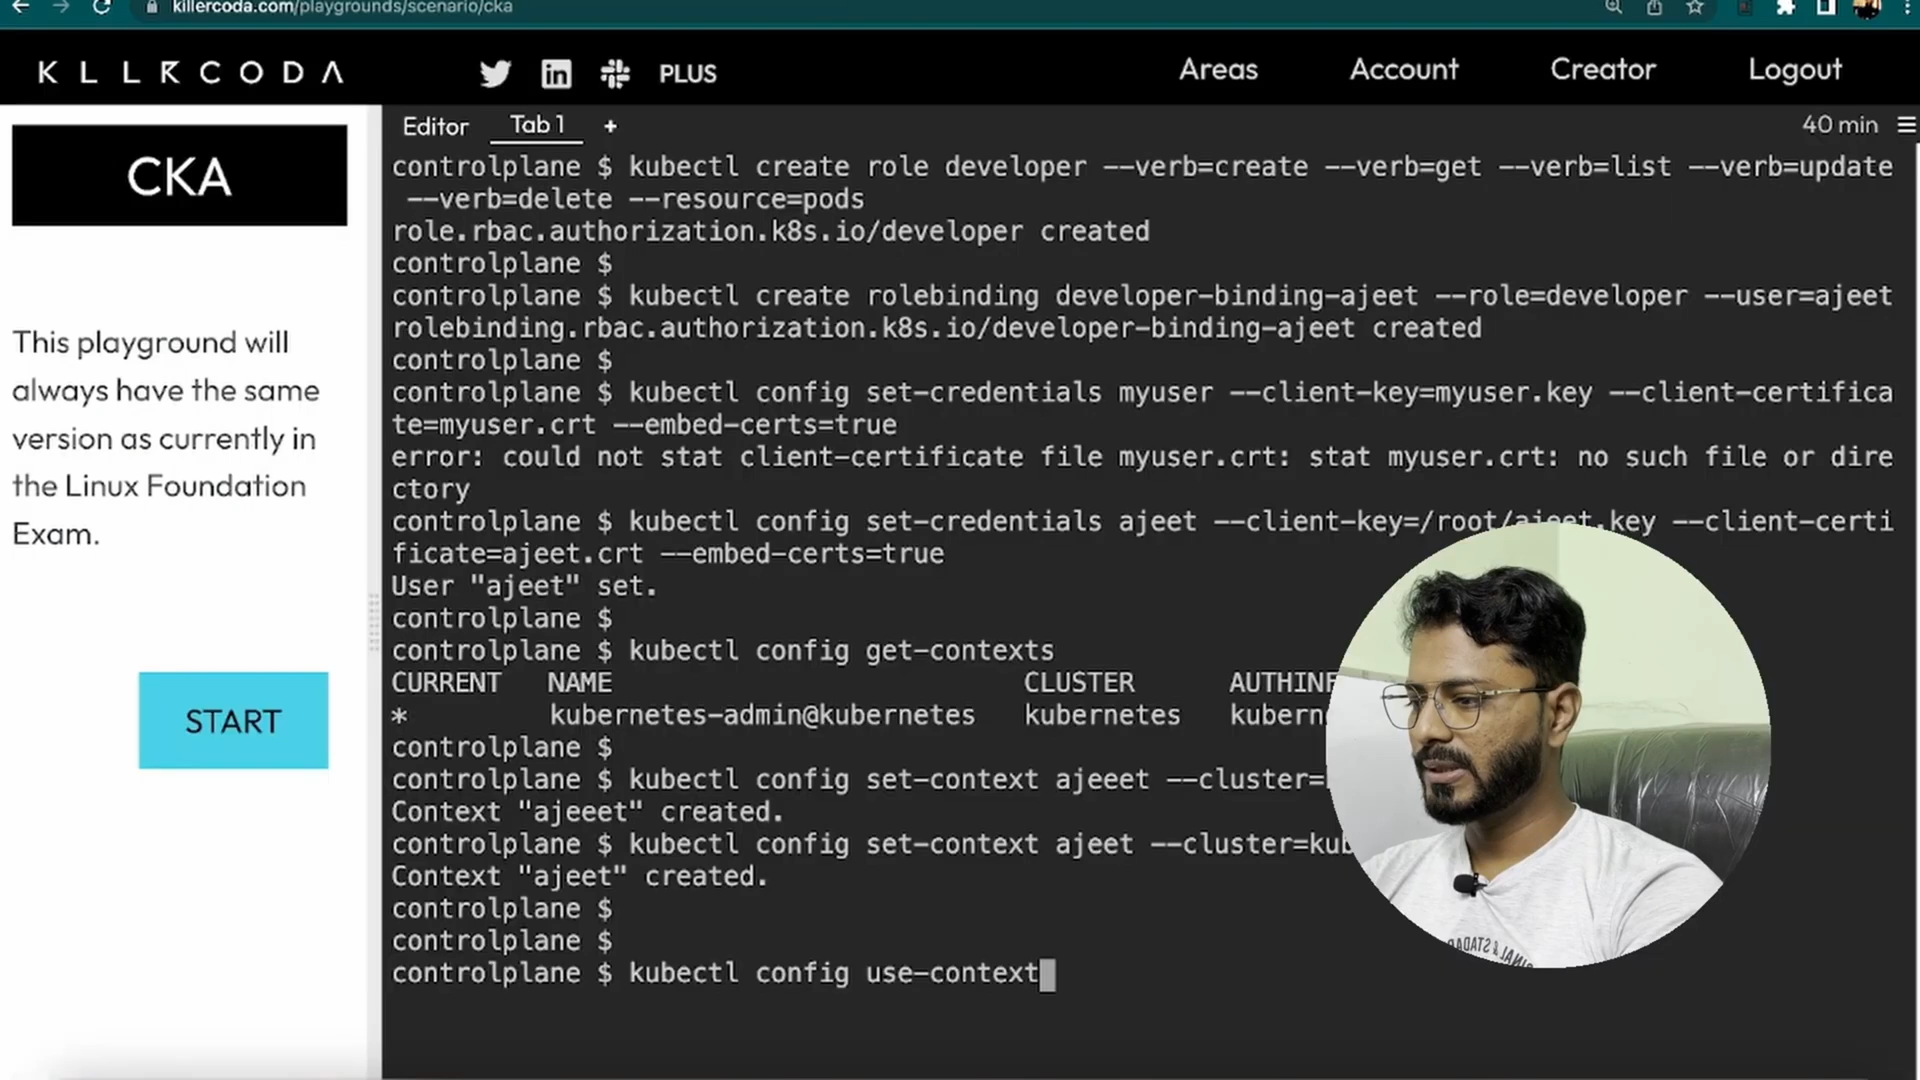 killercoda.com/playgrounds/scenario/cka
KLLRCODA PLUS Areas Account Creator Logout
Editor Tab 1 + 40 min
CKA
This playground will
always have the same
version as currently in
the Linux Foundation
Exam.
START
controlplane $ kubectl create role developer --verb=create --verb=get --verb=list --verb=update
--verb=delete --resource=pods
role.rbac.authorization.k8s.io/developer created
controlplane $
controlplane $ kubectl create rolebinding developer-binding-ajeet --role=developer --user=ajeet
rolebinding.rbac.authorization.k8s.io/developer-binding-ajeet created
controlplane $
controlplane $ kubectl config set-credentials myuser --client-key=myuser.key --client-certifica
te=myuser.crt --embed-certs=true
error: could not stat client-certificate file myuser.crt: stat myuser.crt: no such file or dire
ctory
controlplane $ kubectl config set-credentials ajeet --client-key=/root/ajeet.key --client-certi
ficate=ajeet.crt --embed-certs=true
User "ajeet" set.
controlplane $
controlplane $ kubectl config get-contexts
CURRENT NAME CLUSTER AUTHINF
* kubernetes-admin@kubernetes kubernetes kubern
controlplane $
controlplane $ kubectl config set-context ajeeet --cluster=
Context "ajeeet" created.
controlplane $ kubectl config set-context ajeet --cluster=kub
Context "ajeet" created.
controlplane $
controlplane $
controlplane $ kubectl config use-context